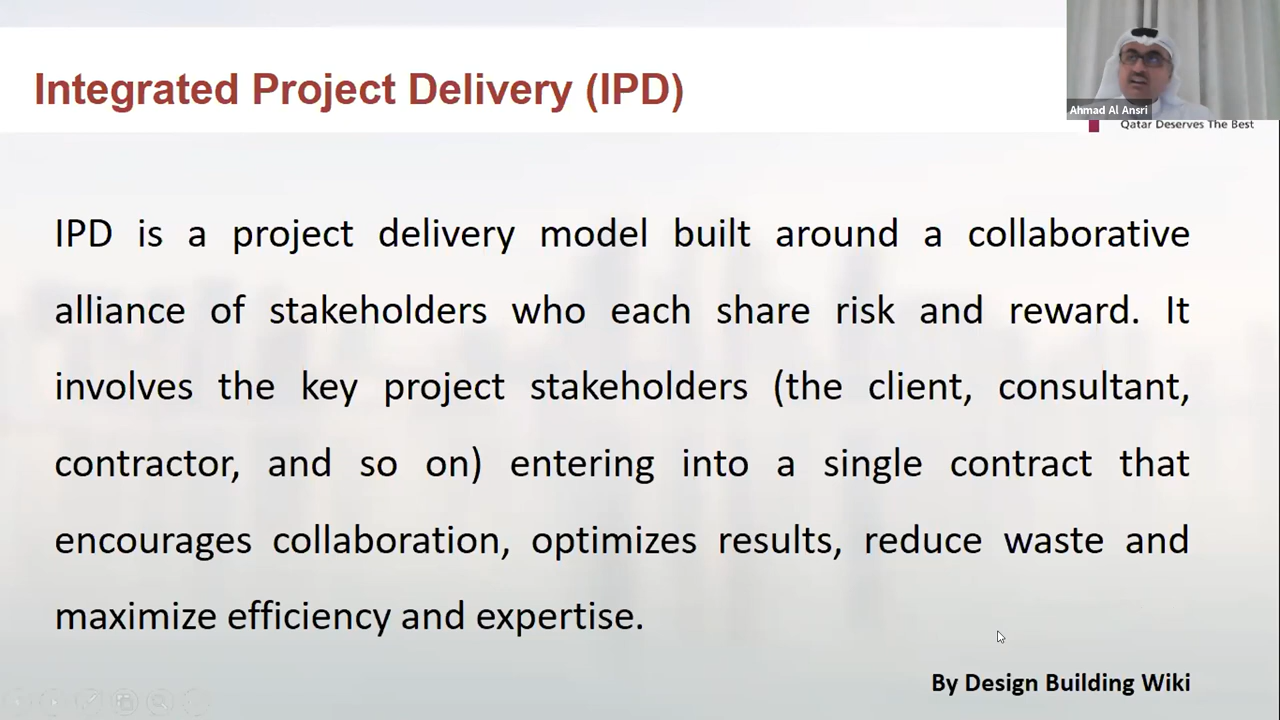 Integrated Project Delivery (IPD)
Ahmad Al Ansri
Qatar Deserves The Best
IPD is a project delivery model built around a collaborative
alliance of stakeholders who each share risk and reward. It
involves the key project stakeholders (the client, consultant,
contractor, and so on) entering into a single contract that
encourages collaboration, optimizes results, reduce waste and
maximize efficiency and expertise.
By Design Building Wiki